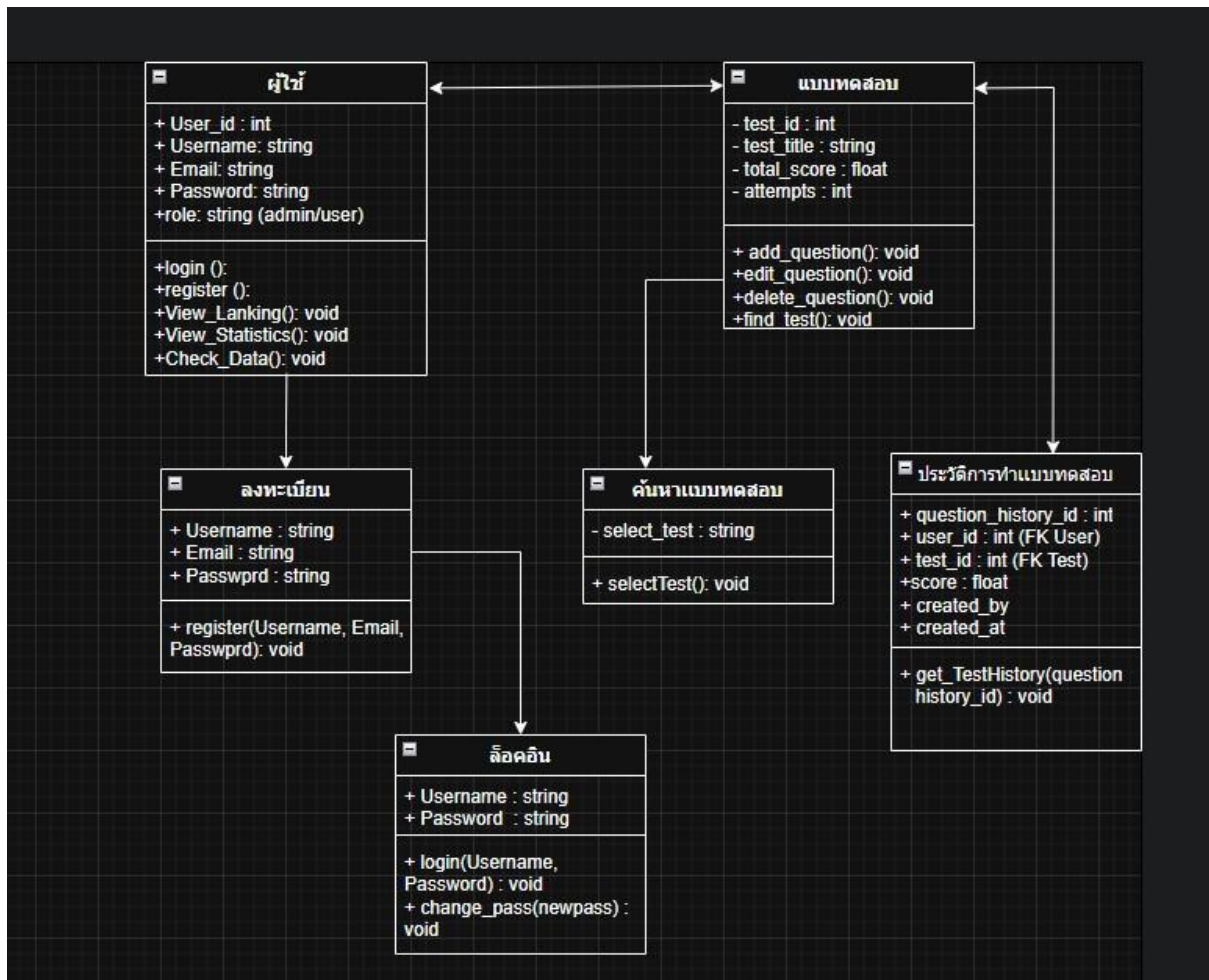 ผู้ใช้
+ User_id : int
+ Username: string
+ Email: string
+ Password: string
+role: string (admin/user)
+login ():
+register ():
+View_Lanking(): void
+View_Statistics(): void
+Check_Data(): void
แบบทดสอบ
- test_id : int
- test_title : string
- total_score : float
- attempts : int
+ add_question(): void
+edit_question(): void
+delete_question(): void
+find_test(): void
ลงทะเบียน
+ Username : string
+ Email : string
+ Passwprd : string
+ register(Username, Email,
Passwprd): void
ค้นหาแบบทดสอบ
- select_test : string
+ selectTest(): void
ประวัติการทำแบบทดสอบ
+ question_history_id : int
+ user_id : int (FK User)
+ test_id : int (FK Test)
+score : float
+ created_by
+ created_at
+ get_TestHistory(question
history_id) : void
ล็อคอิน
+ Username : string
+ Password : string
+ login(Username,
Password) : void
+ change_pass(newpass) :
void